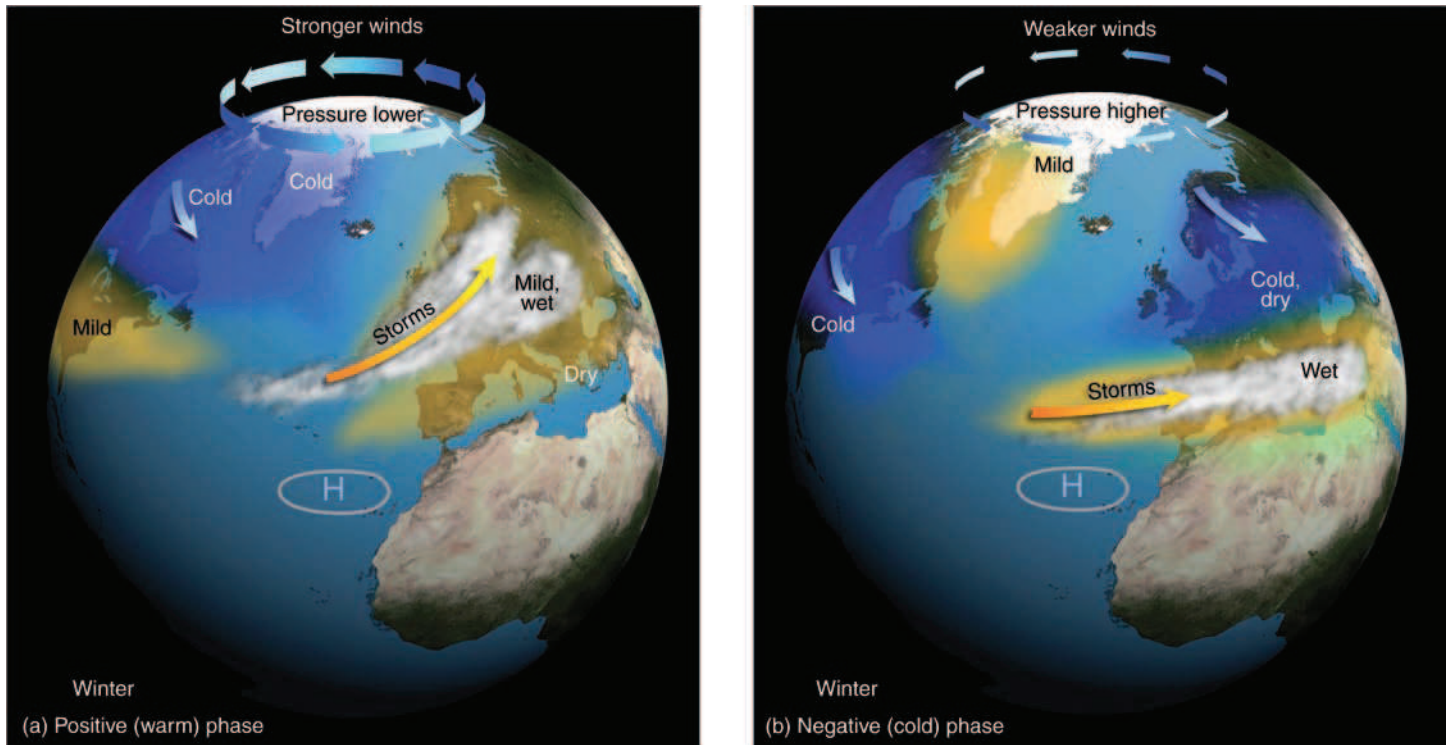 Stronger winds
Pressure lower
Cold
Cold
Mild
Storms
Mild,
wet
Dry
H
Winter
(a) Positive (warm) phase
Weaker winds
Pressure higher
Mild
Cold
Cold,
dry
Storms
Wet
H
Winter
(b) Negative (cold) phase